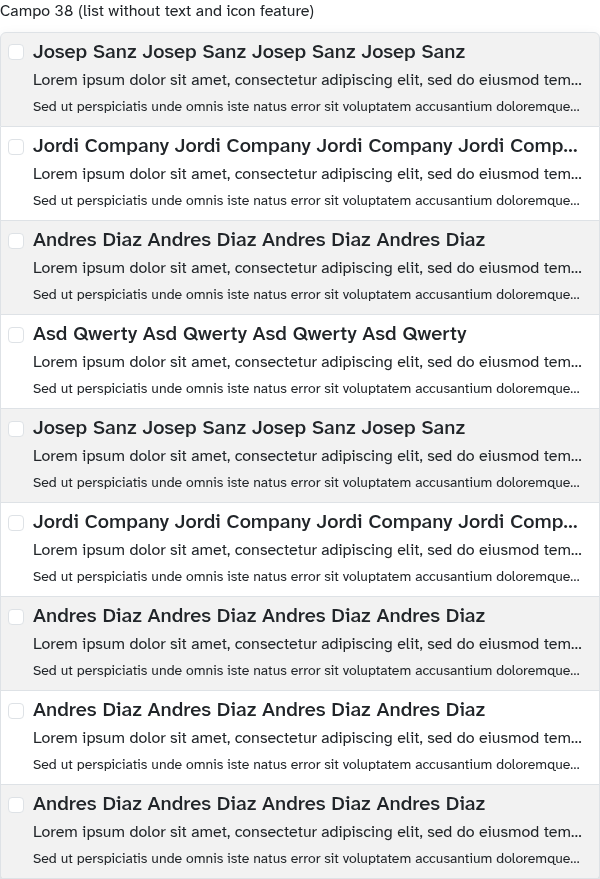 Campo 38 (list without text and icon feature)
Josep Sanz Josep Sanz Josep Sanz Josep Sanz
Lorem ipsum dolor sit amet, consectetur adipiscing elit, sed do eiusmod tem...
Sed ut perspiciatis unde omnis iste natus error sit voluptatem accusantium doloremque...
Jordi Company Jordi Company Jordi Company Jordi Comp...
Lorem ipsum dolor sit amet, consectetur adipiscing elit, sed do eiusmod tem...
Sed ut perspiciatis unde omnis iste natus error sit voluptatem accusantium doloremque...
Andres Diaz Andres Diaz Andres Diaz Andres Diaz
Lorem ipsum dolor sit amet, consectetur adipiscing elit, sed do eiusmod tem...
Sed ut perspiciatis unde omnis iste natus error sit voluptatem accusantium doloremque...
Asd Qwerty Asd Qwerty Asd Qwerty Asd Qwerty
Lorem ipsum dolor sit amet, consectetur adipiscing elit, sed do eiusmod tem...
Sed ut perspiciatis unde omnis iste natus error sit voluptatem accusantium doloremque...
Josep Sanz Josep Sanz Josep Sanz Josep Sanz
Lorem ipsum dolor sit amet, consectetur adipiscing elit, sed do eiusmod tem...
Sed ut perspiciatis unde omnis iste natus error sit voluptatem accusantium doloremque...
Jordi Company Jordi Company Jordi Company Jordi Comp...
Lorem ipsum dolor sit amet, consectetur adipiscing elit, sed do eiusmod tem...
Sed ut perspiciatis unde omnis iste natus error sit voluptatem accusantium doloremque...
Andres Diaz Andres Diaz Andres Diaz Andres Diaz
Lorem ipsum dolor sit amet, consectetur adipiscing elit, sed do eiusmod tem...
Sed ut perspiciatis unde omnis iste natus error sit voluptatem accusantium doloremque...
Andres Diaz Andres Diaz Andres Diaz Andres Diaz
Lorem ipsum dolor sit amet, consectetur adipiscing elit, sed do eiusmod tem...
Sed ut perspiciatis unde omnis iste natus error sit voluptatem accusantium doloremque...
Andres Diaz Andres Diaz Andres Diaz Andres Diaz
Lorem ipsum dolor sit amet, consectetur adipiscing elit, sed do eiusmod tem...
Sed ut perspiciatis unde omnis iste natus error sit voluptatem accusantium doloremque...